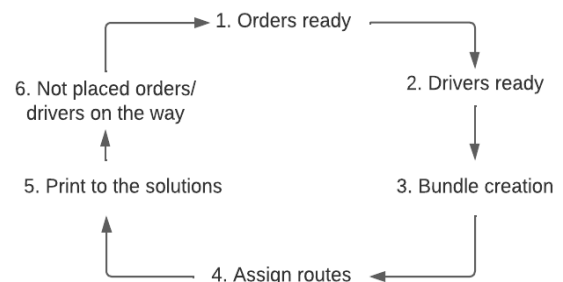 1. Orders ready
2. Drivers ready
3. Bundle creation
4. Assign routes
5. Print to the solutions
6. Not placed orders/
drivers on the way